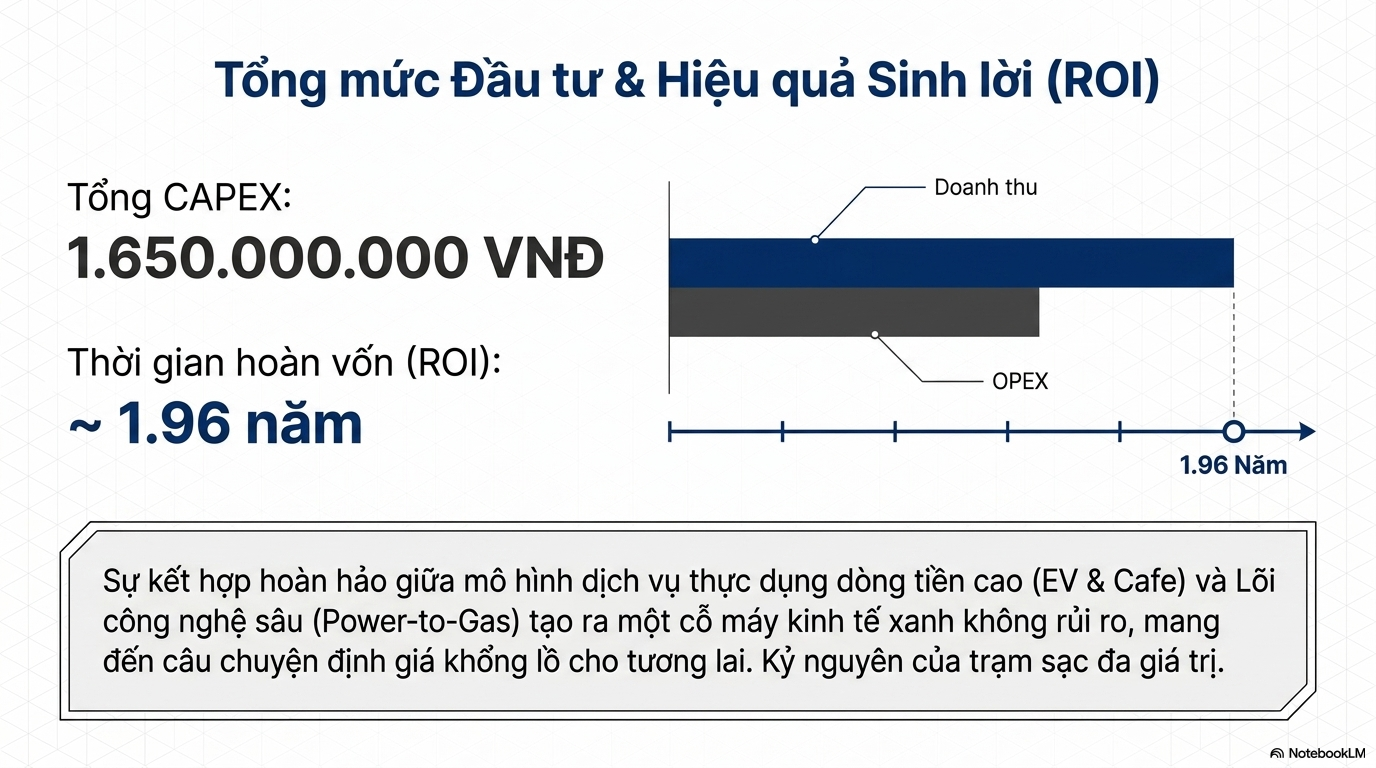 Tổng mức Đầu tư & Hiệu quả Sinh lời (ROI)
Tổng CAPEX:
1.650.000.000 VNĐ
Thời gian hoàn vốn (ROI):
~ 1.96 năm
Doanh thu
OPEX
1.96 Năm
Sự kết hợp hoàn hảo giữa mô hình dịch vụ thực dụng dòng tiền cao (EV & Cafe) và Lõi
công nghệ sâu (Power-to-Gas) tạo ra một cỗ máy kinh tế xanh không rủi ro, mang
đến câu chuyện định giá khổng lồ cho tương lai. Kỷ nguyên của trạm sạc đa giá trị.
NotebookLM